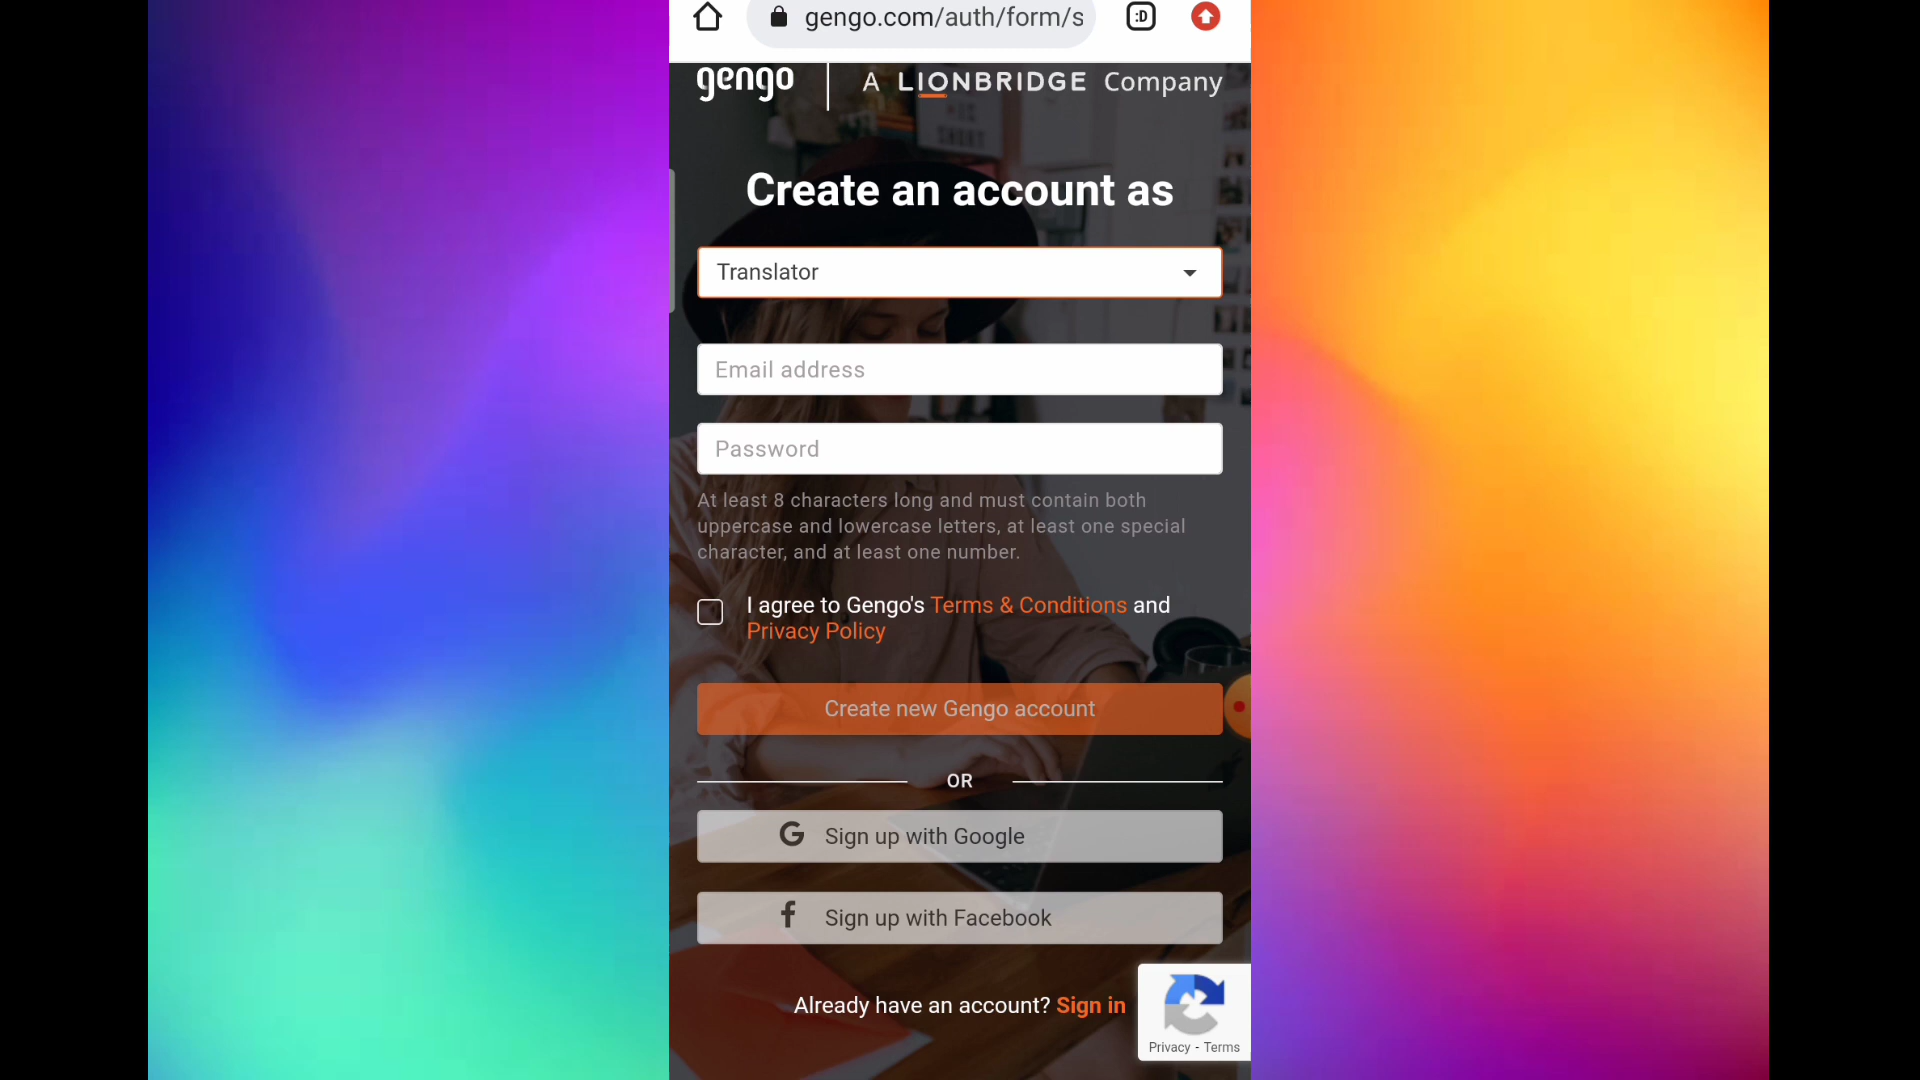 gengo.com/auth/form/s
:D
gengo
A LIONBRIDGE Company
Create an account as
Translator
Email address
Password
At least 8 characters long and must contain both
uppercase and lowercase letters, at least one special
character, and at least one number.
I agree to Gengo's Terms & Conditions and
Privacy Policy
Create new Gengo account
OR
G Sign up with Google
f Sign up with Facebook
Already have an account? Sign in
Privacy - Terms